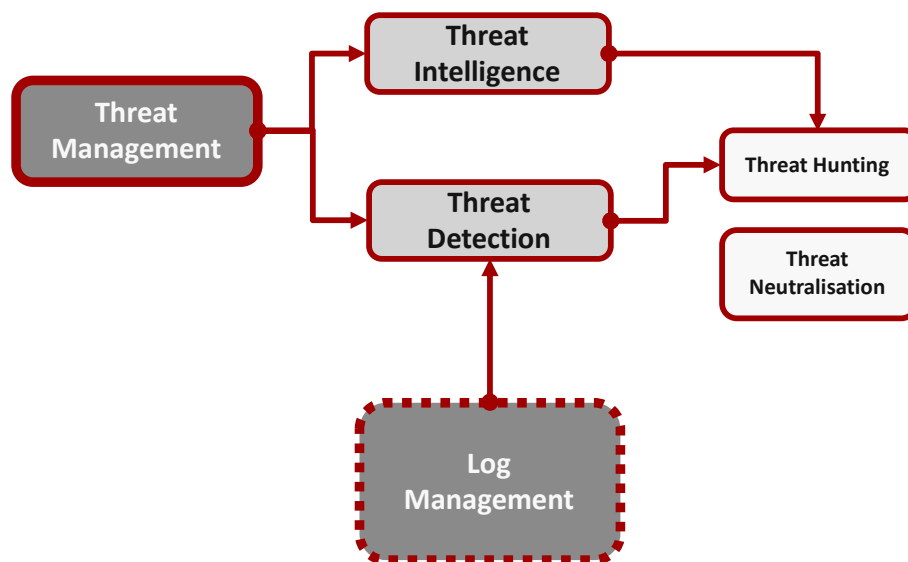 Threat
Intelligence
Threat
Management
Threat Hunting
Threat
Detection
Threat
Neutralisation
Log
Management